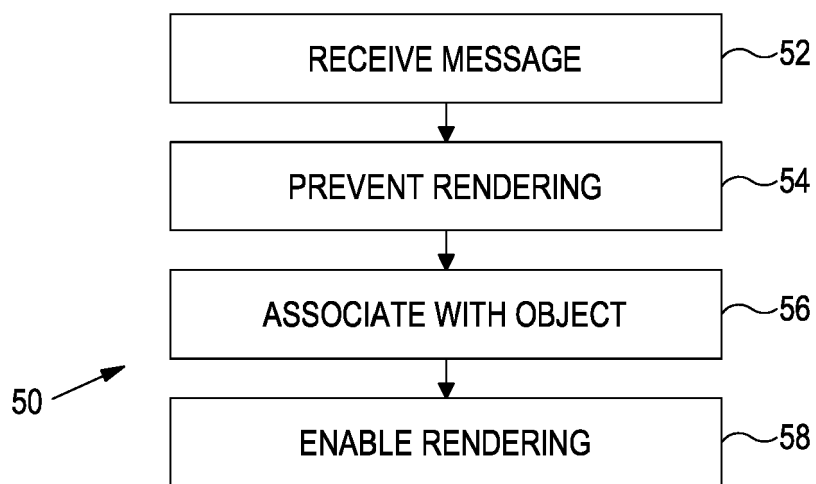 RECEIVE MESSAGE 52
PREVENT RENDERING 54
ASSOCIATE WITH OBJECT 56
50
ENABLE RENDERING 58